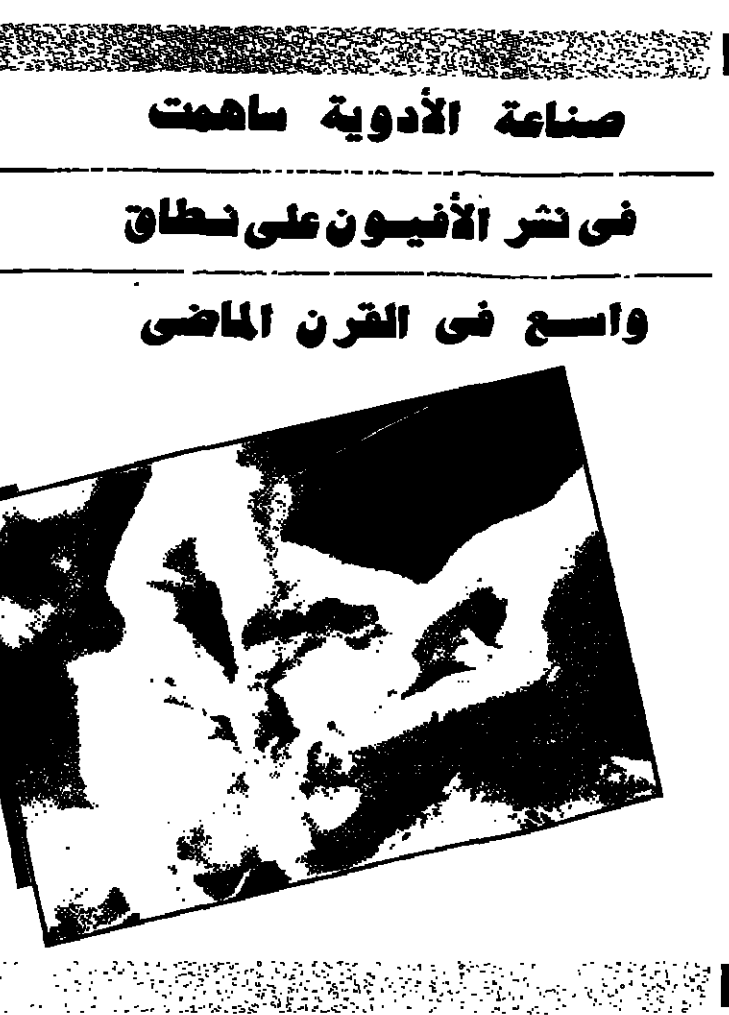 صناعة الأدوية ساهمت
فى نشر الأفيون على نطاق
واسع فى القرن الماضى